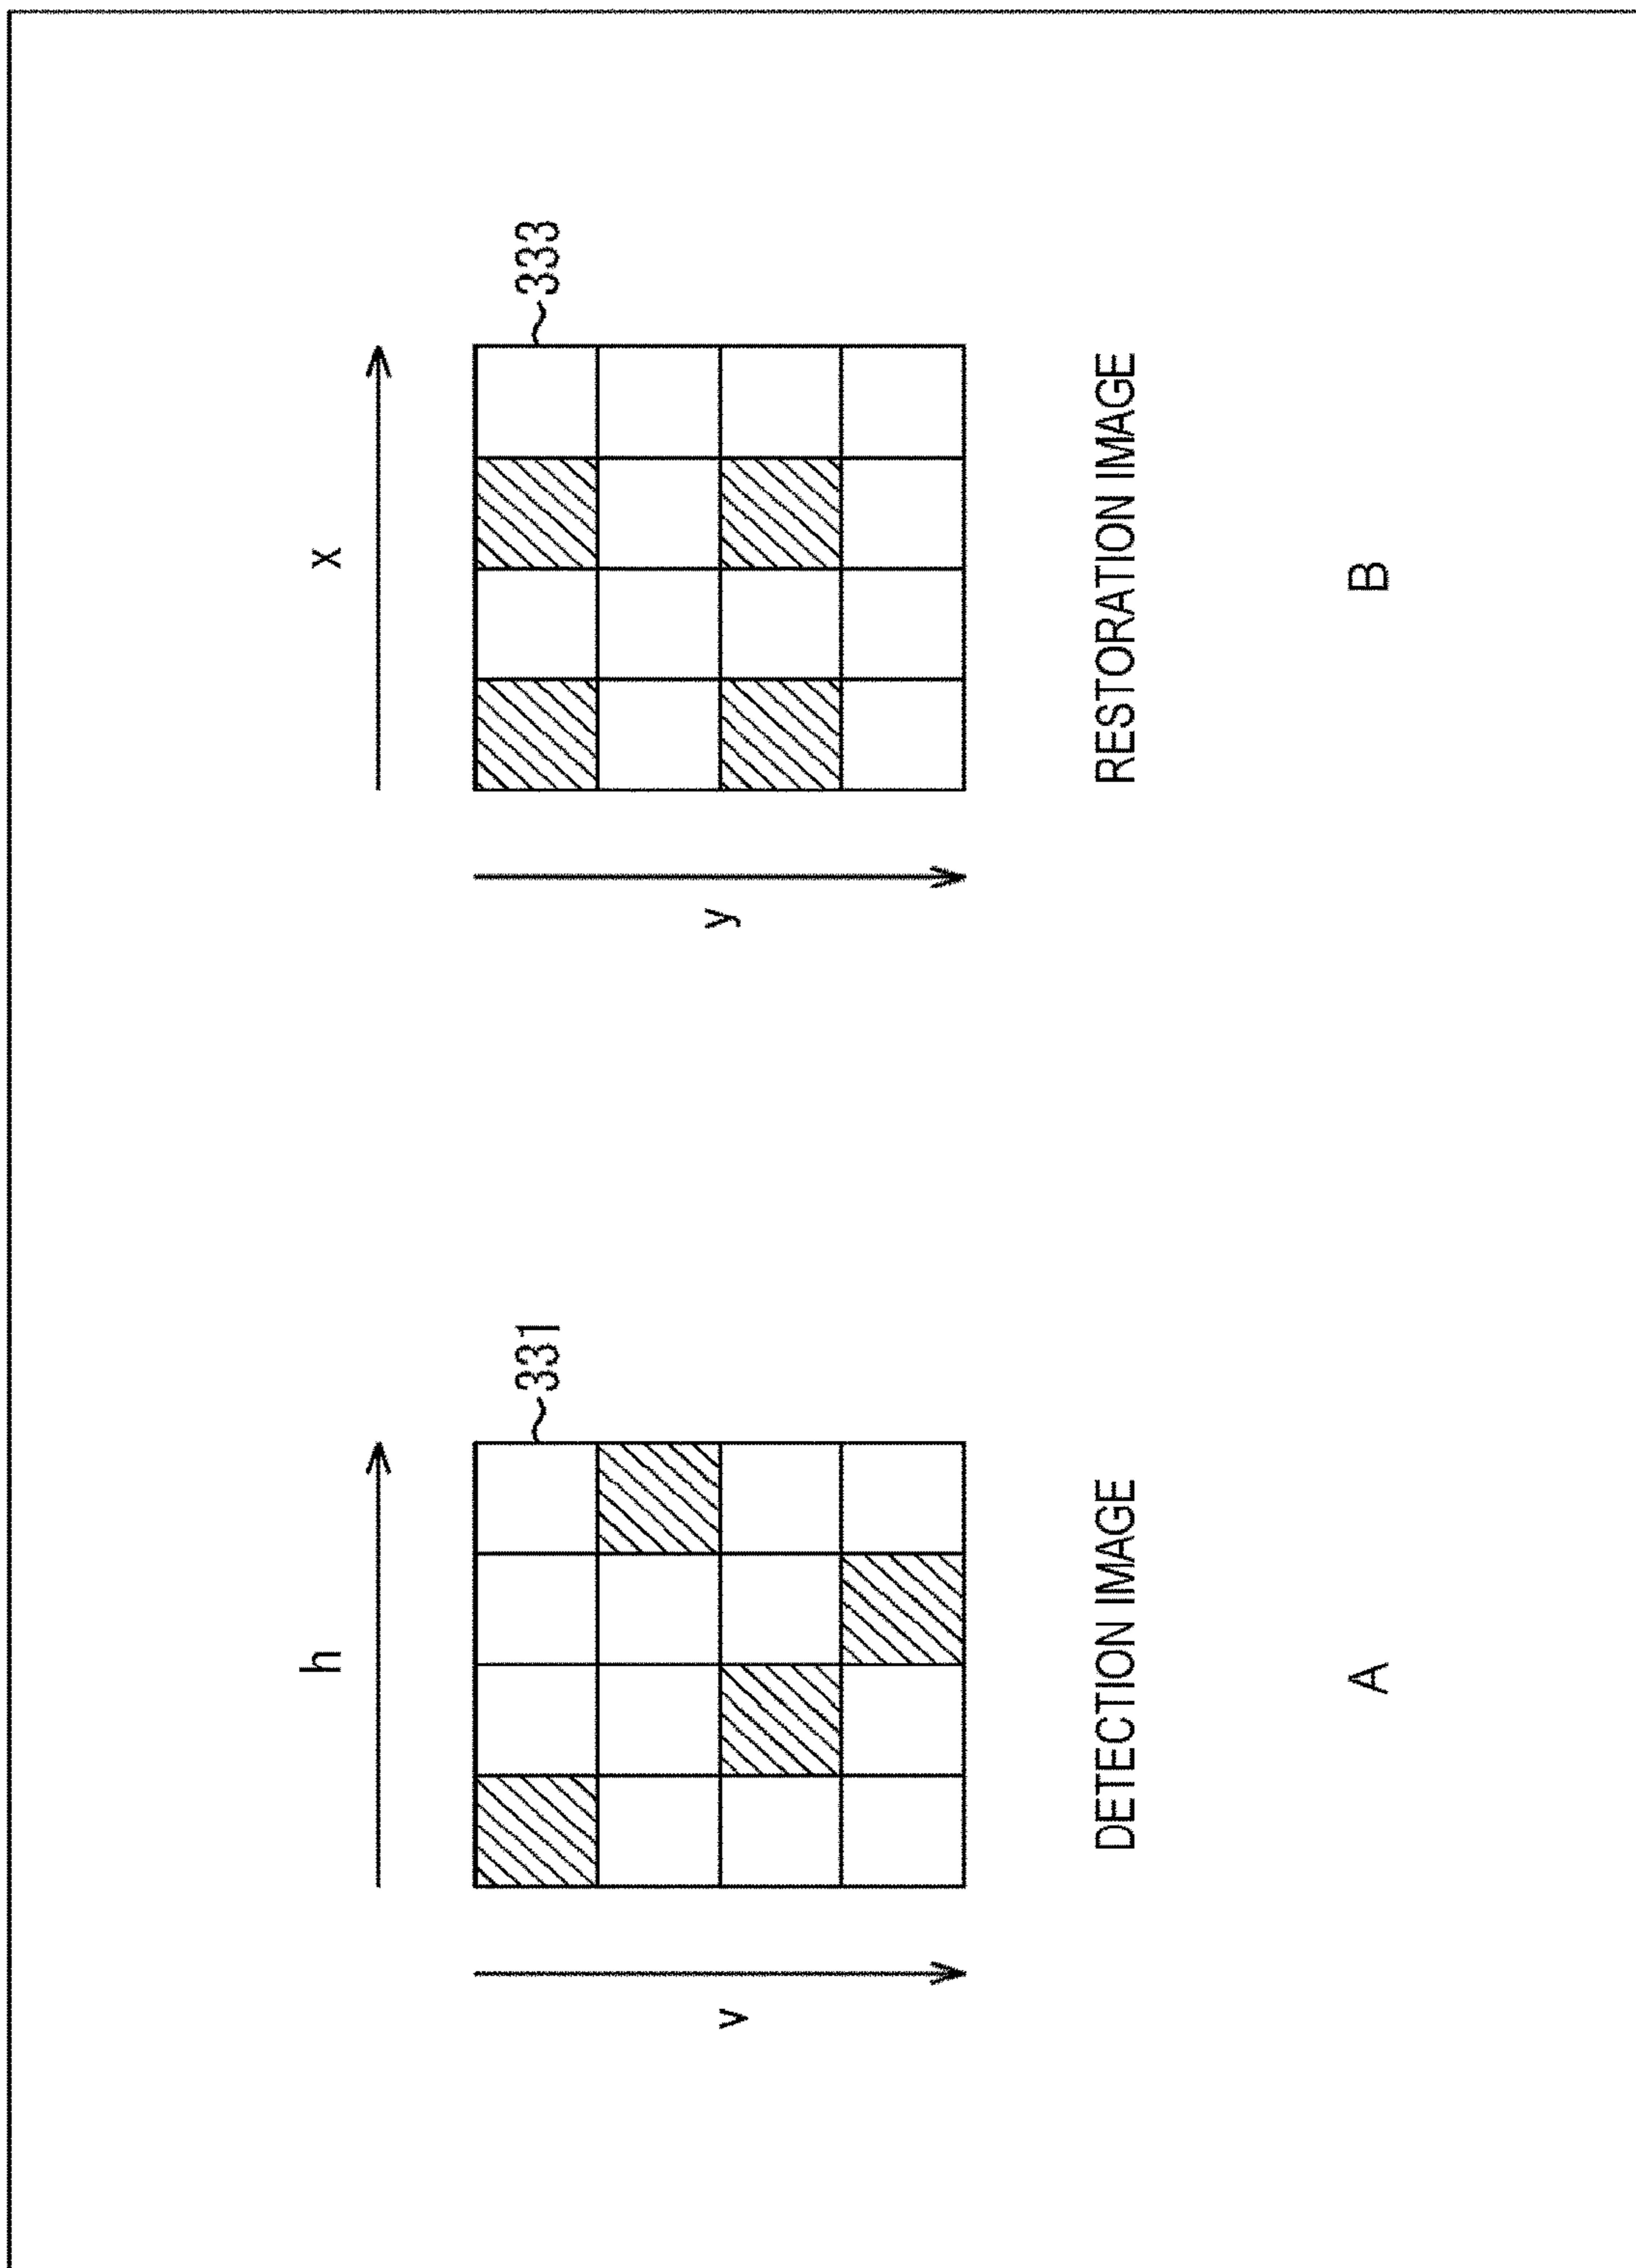 h
331
v
DETECTION IMAGE
A
x
333
y
RESTORATION IMAGE
B